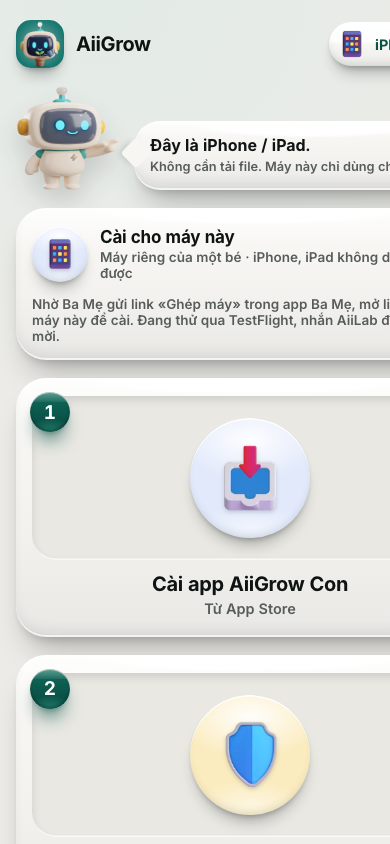 AiiGrow
Đây là iPhone / iPad.
Không cần tải file. Máy này chỉ dùng
Cài cho máy này
Máy riêng của một bé · iPhone, iPad không
được
Nhờ Ba Mẹ gửi link «Ghép máy» trong app Ba Mẹ, mở
máy này để cài. Đang thử qua TestFlight, nhắn AiiLab
mời.
1
Cài app AiiGrow Con
Từ App Store
2